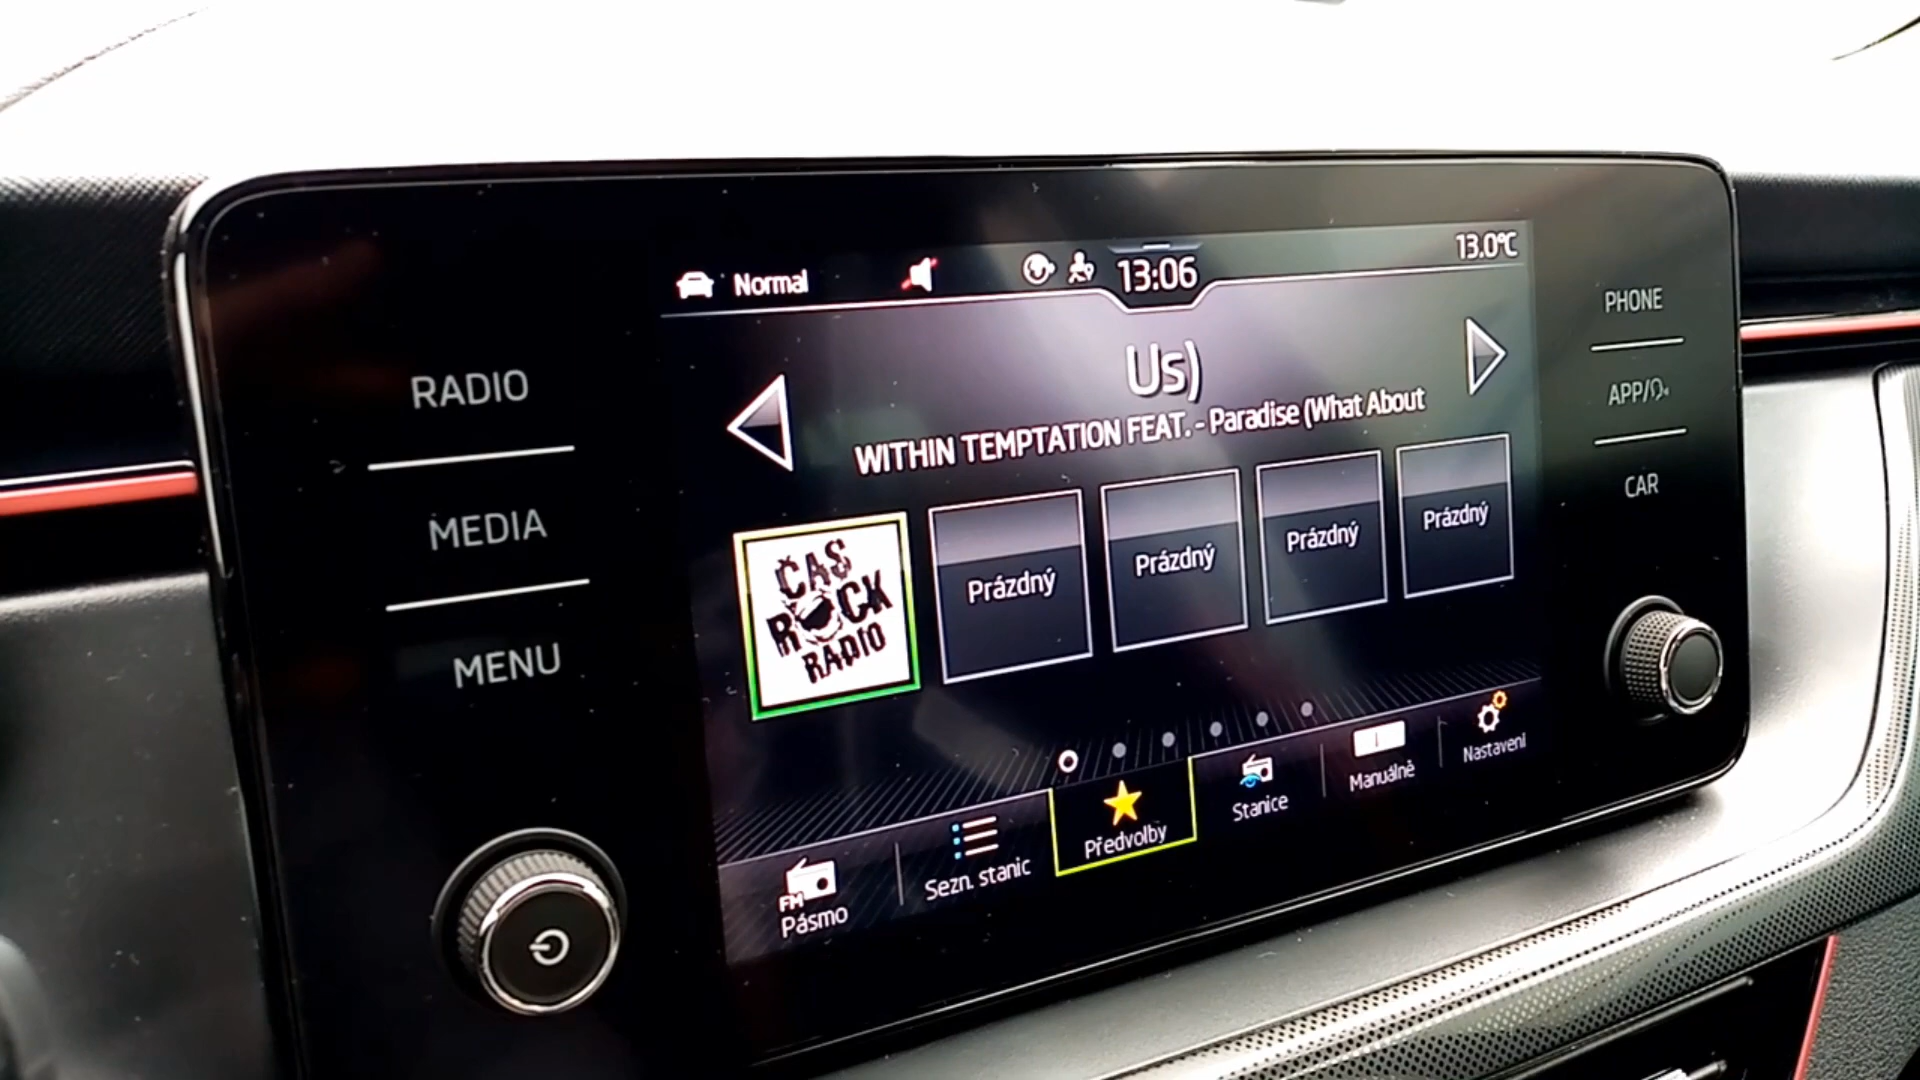 Normal
13:06
13.0°C
Us)
WITHIN TEMPTATION FEAT. - Paradise (What About
ČAS
ROCK
RADIO
Prázdný
Prázdný
Prázdný
Prázdný
FM
Pásmo
Sezn. stanic
Předvolby
Stanice
Manuálně
Nastavení
RADIO
MEDIA
MENU
PHONE
APP/
CAR